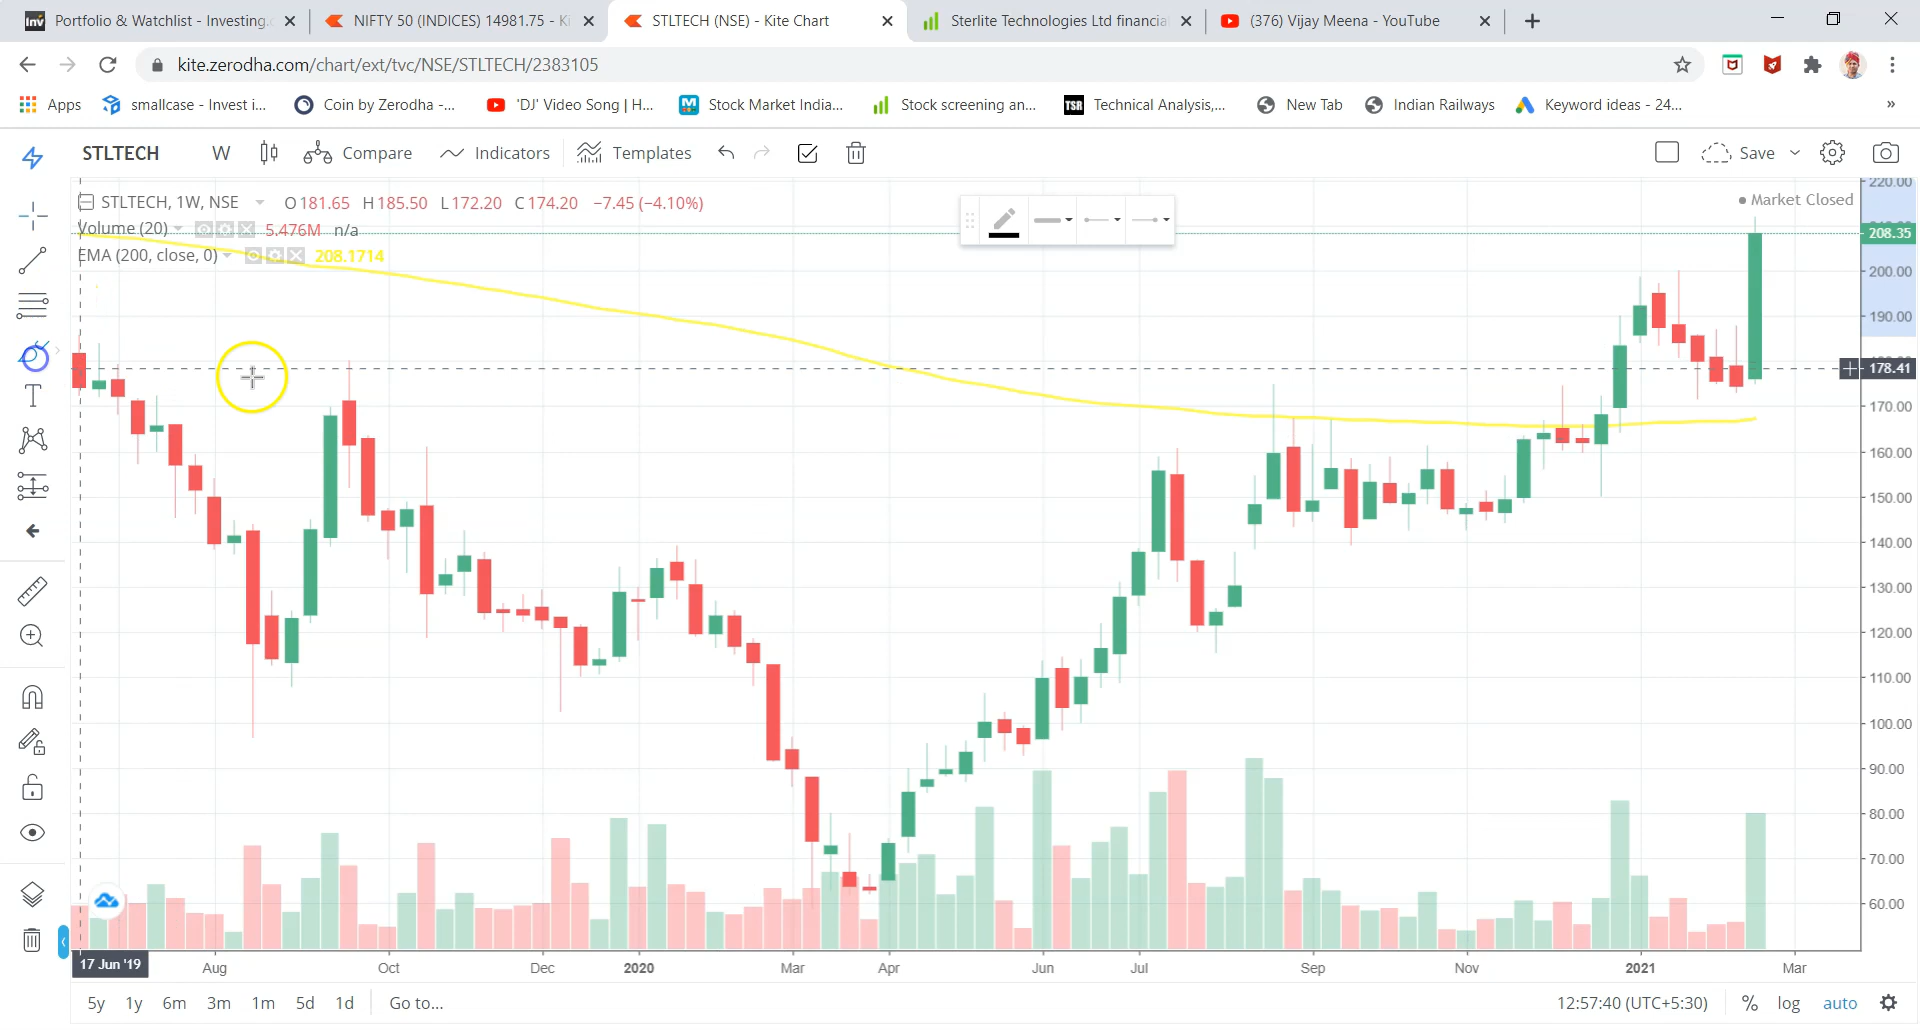 Portfolio & Watchlist - Investing.c
NIFTY 50 (INDICES) 14981.75 - Ki
STLTECH (NSE) - Kite Chart
Sterlite Technologies Ltd financial
(376) Vijay Meena - YouTube
kite.zerodha.com/chart/ext/tvc/NSE/STLTECH/2383105
Apps
smallcase - Invest i...
Coin by Zerodha -...
'DJ' Video Song | H...
Stock Market India...
Stock screening an...
TSR
Technical Analysis,...
New Tab
Indian Railways
Keyword ideas - 24...
STLTECH
W
Compare
Indicators
Templates
Save
STLTECH, 1W, NSE
O181.65 H185.50 L172.20 C174.20 −7.45 (−4.10%)
Market Closed
Volume (20)
5.476M n/a
EMA (200, close, 0)
208.1714
220.00
208.35
200.00
190.00
178.41
170.00
160.00
150.00
140.00
130.00
120.00
110.00
100.00
90.00
80.00
70.00
60.00
17 Jun '19
Aug
Oct
Dec
2020
Mar
Apr
Jun
Jul
Sep
Nov
2021
Mar
5y 1y 6m 3m 1m 5d 1d Go to...
12:57:40 (UTC+5:30)
% log auto